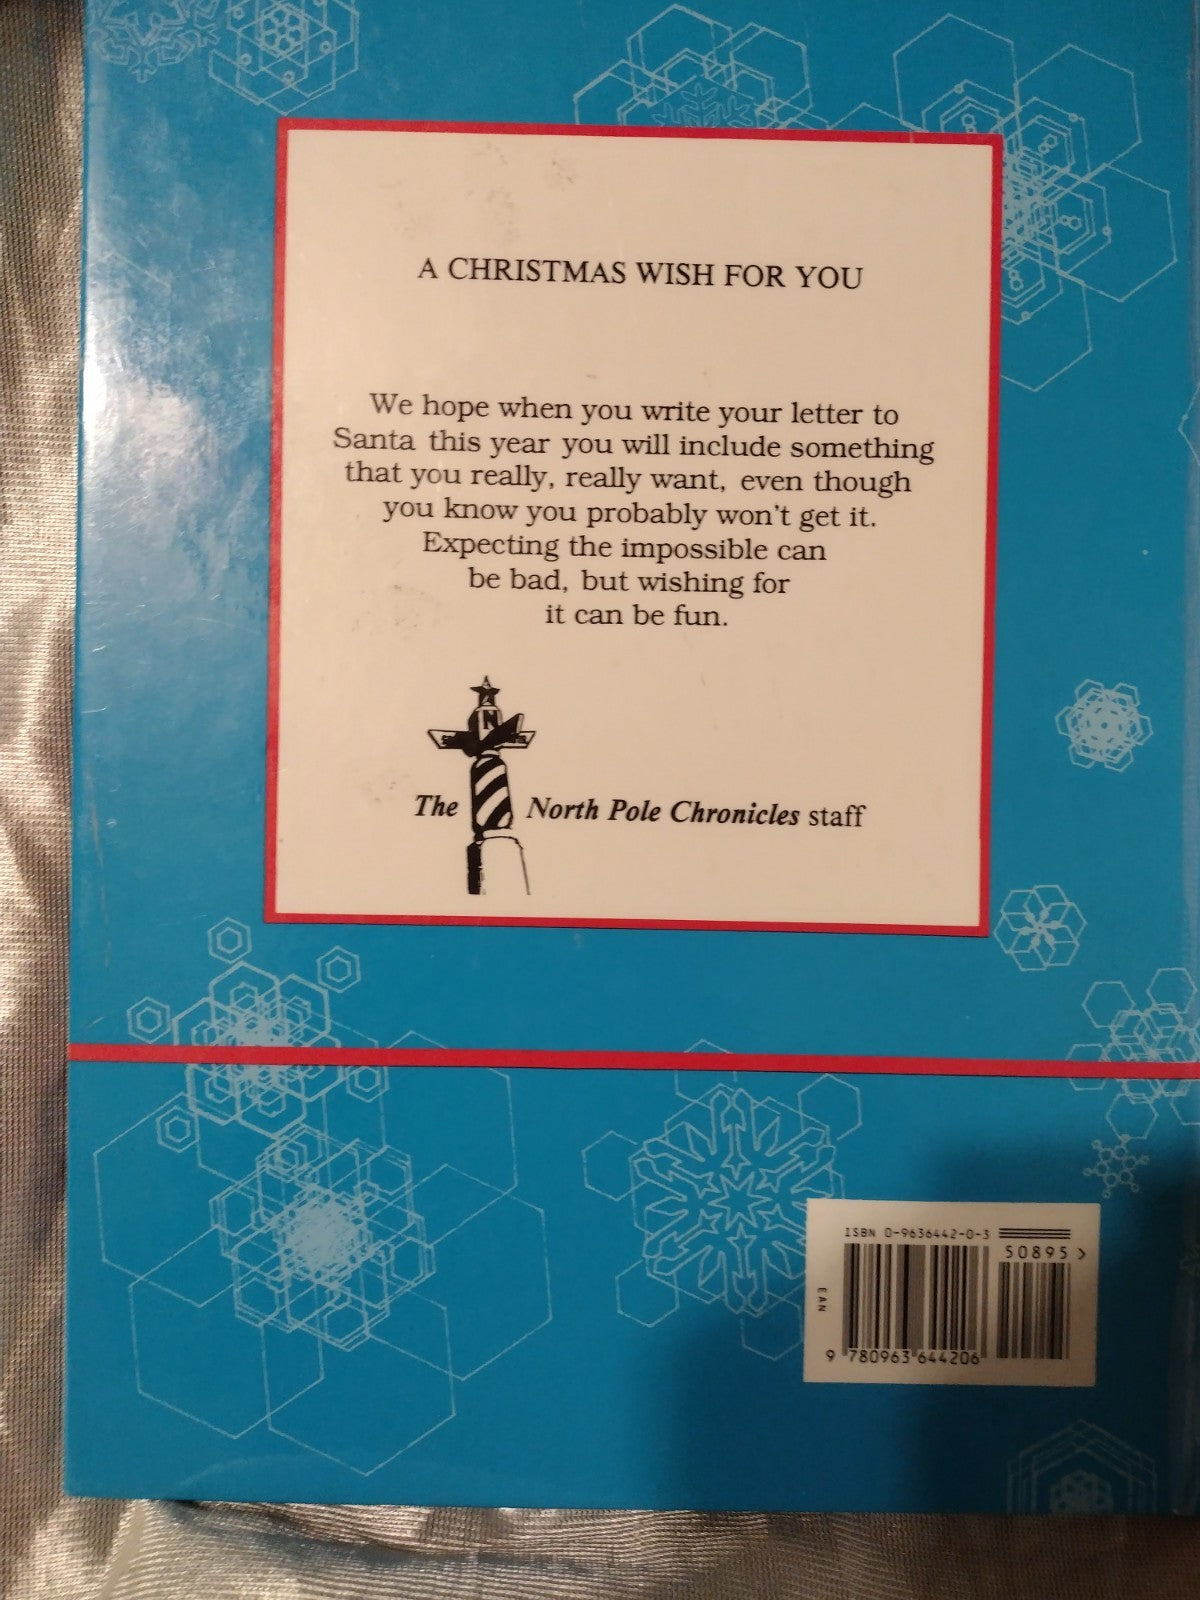 A CHRISTMAS WISH FOR YOU
We hope when you write your letter to
Santa this year you will include something
that you really, really want, even though
you know you probably won't get it.
Expecting the impossible can
be bad, but wishing for
it can be fun.
N
The North Pole Chronicles staff
ISBN 0-9636442-0-3
50895 >
EAN
9 780963 644206